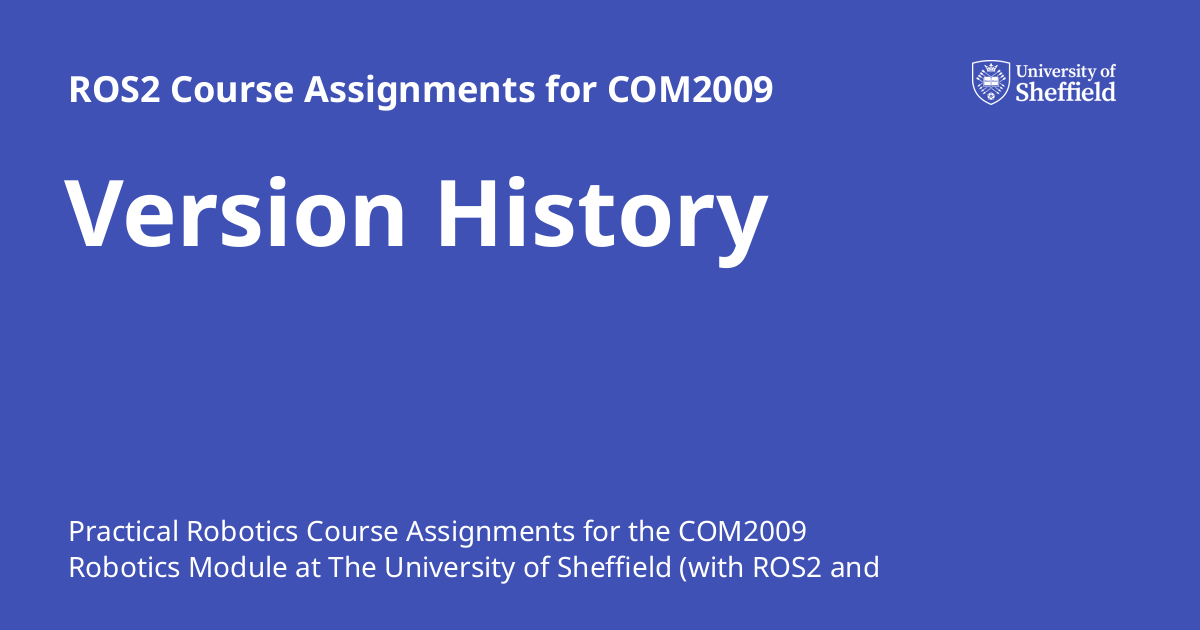 ROS2 Course Assignments for COM2009
University of
Sheffield
Version History
Practical Robotics Course Assignments for the COM2009
Robotics Module at The University of Sheffield (with ROS2 and